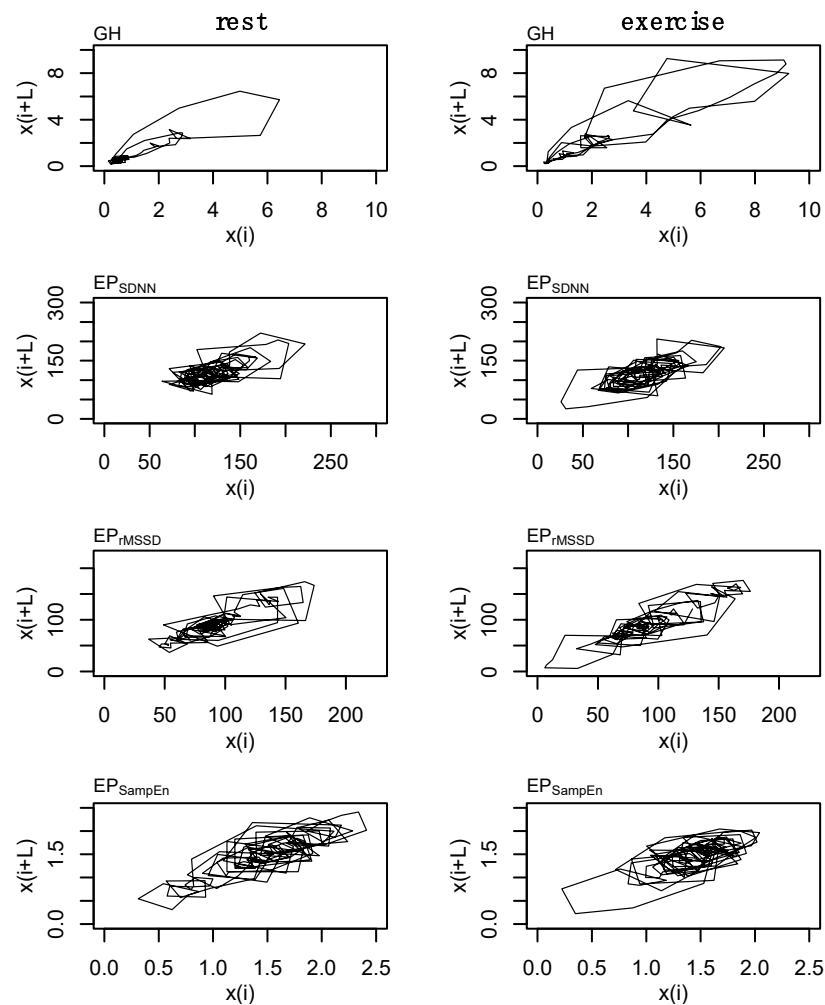 rest
exercise
GH
x(i+L)
0 4 8
0 2 4 6 8 10
x(i)
GH
x(i+L)
0 4 8
0 2 4 6 8 10
x(i)
EPSDNN
x(i+L)
0 150 300
0 50 150 250
x(i)
EPSDNN
x(i+L)
0 150 300
0 50 150 250
x(i)
EPrMSSD
x(i+L)
0 100
0 50 100 150 200
x(i)
EPrMSSD
x(i+L)
0 100
0 50 100 150 200
x(i)
EPSampEn
x(i+L)
0.0 1.5
0.0 0.5 1.0 1.5 2.0 2.5
x(i)
EPSampEn
x(i+L)
0.0 1.5
0.0 0.5 1.0 1.5 2.0 2.5
x(i)